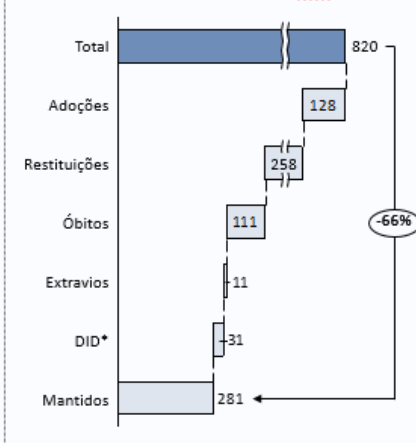 Total 820
Adoções 128
Restituições 258
Óbitos 111
-66%
Extravios 11
DID* 31
Mantidos 281